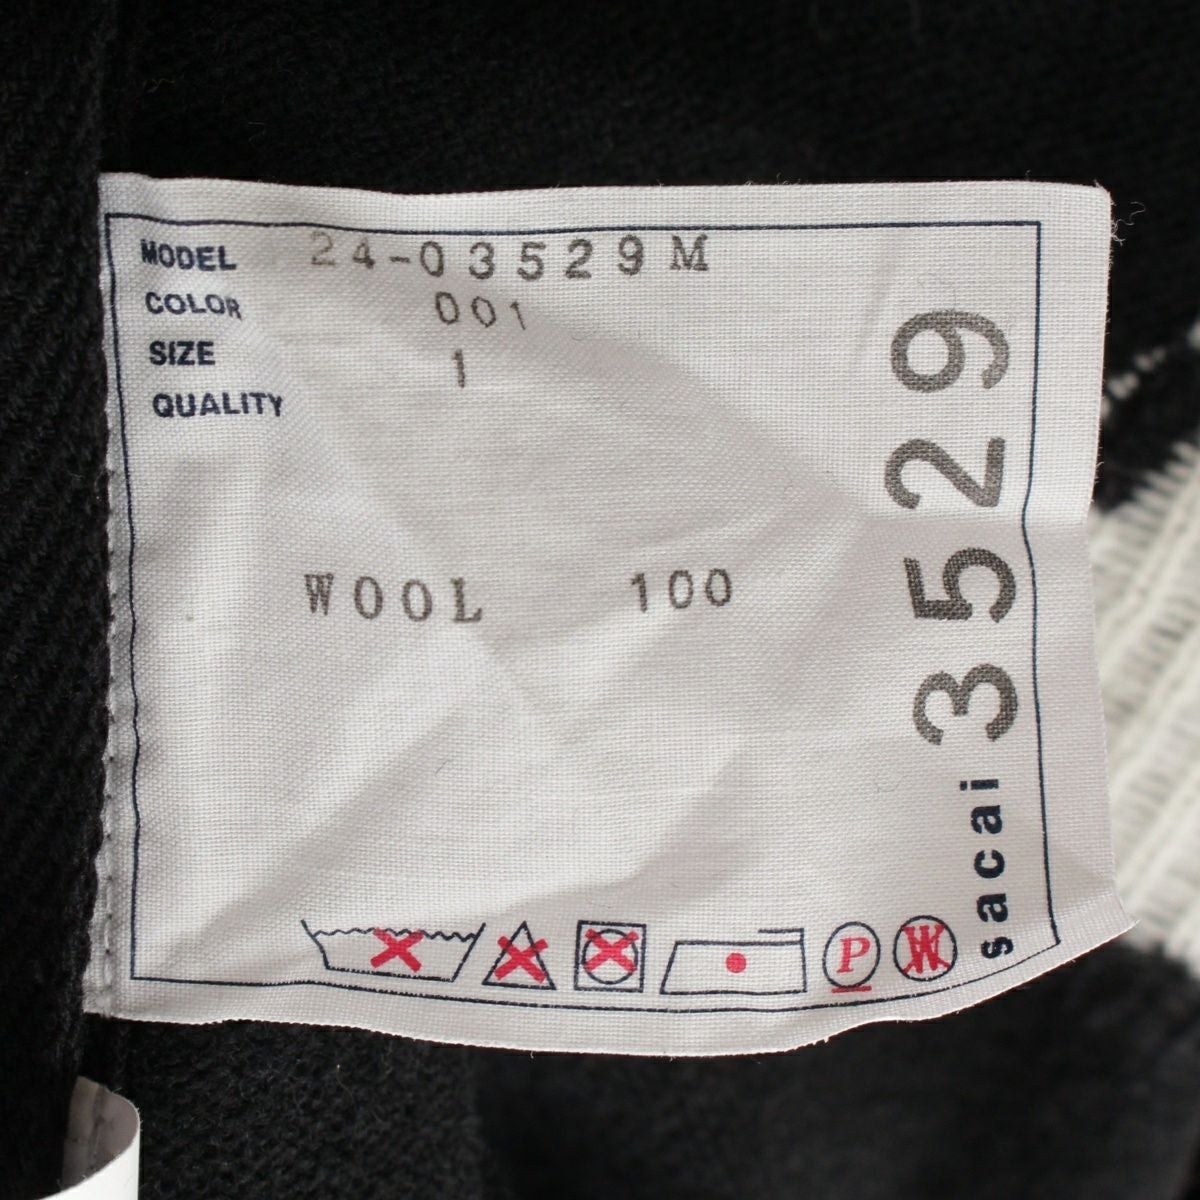 MODEL 24-03529M
COLOR 001
SIZE 1
QUALITY
WOOL 100
P W
sacai 3529